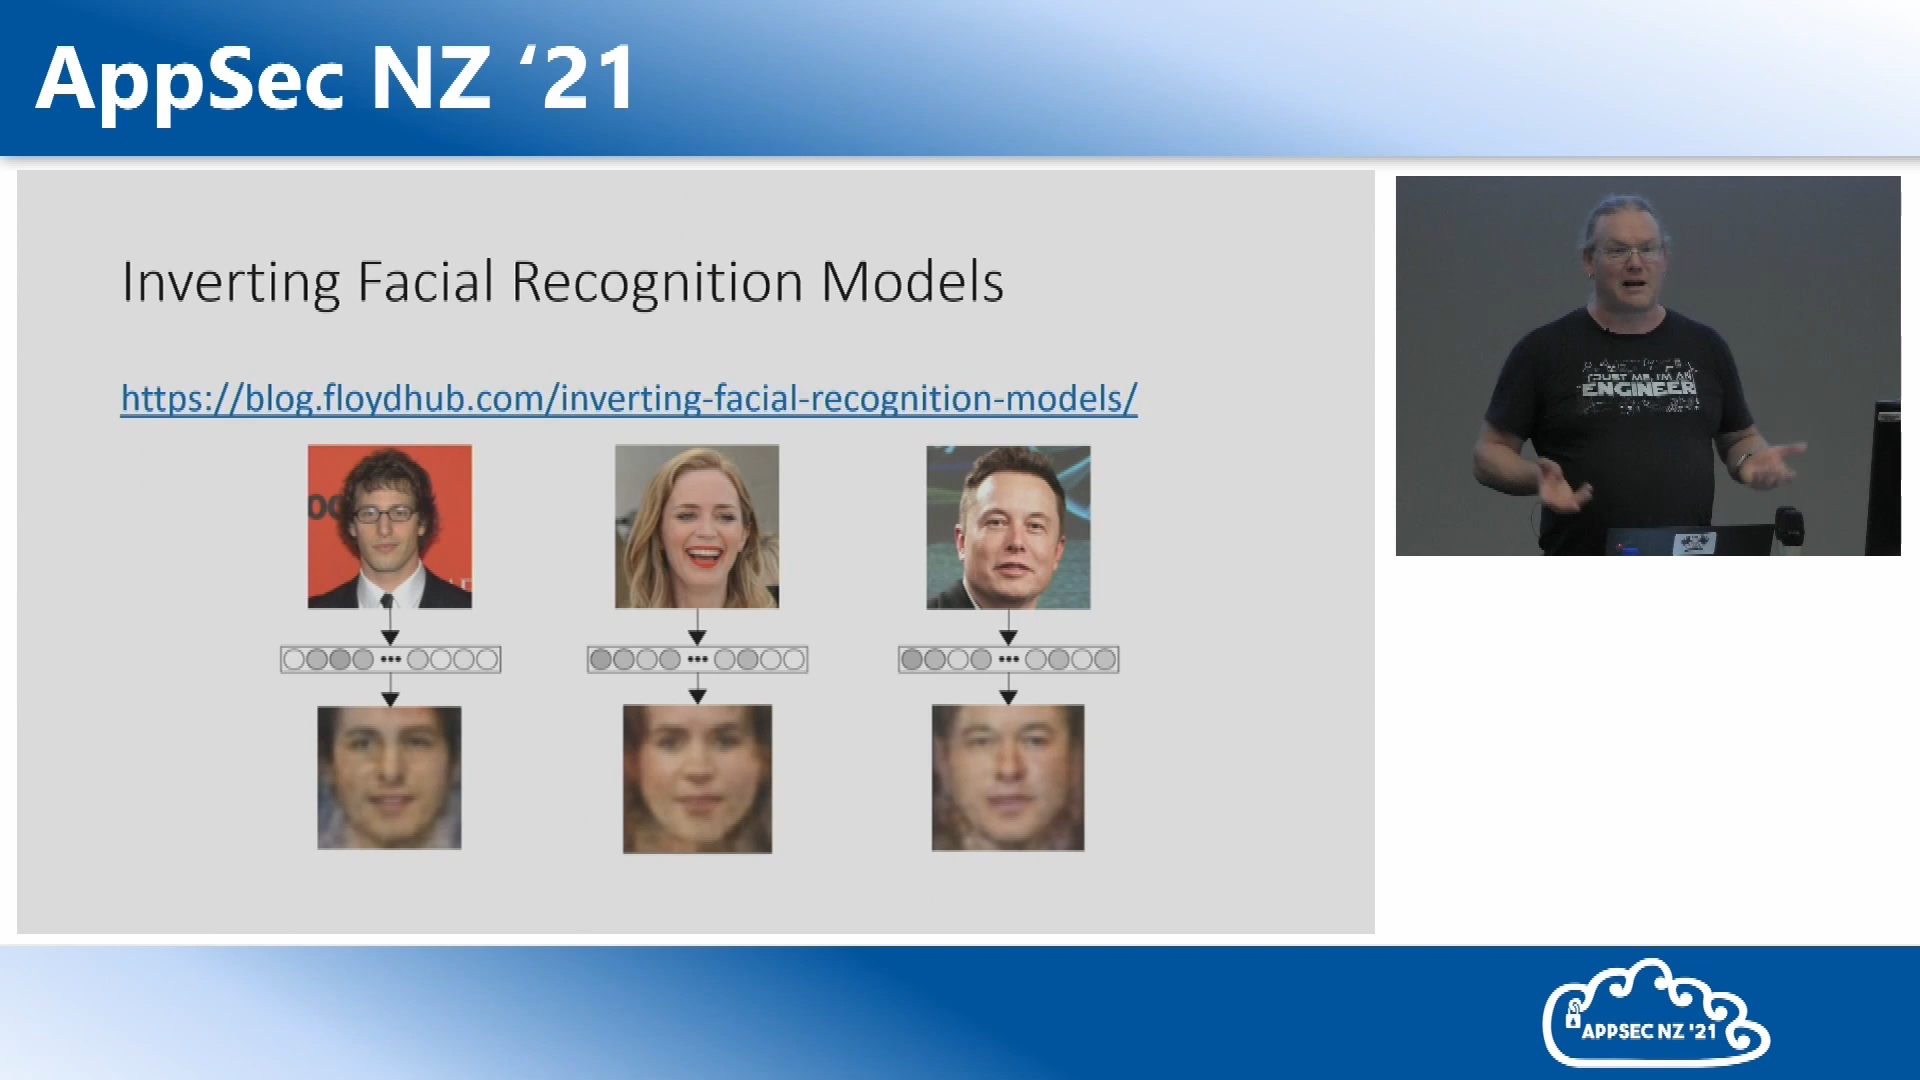 AppSec NZ ‘21
Inverting Facial Recognition Models
https://blog.floydhub.com/inverting-facial-recognition-models/
TRUST ME, I'M AN
ENGINEER
APPSEC NZ '21